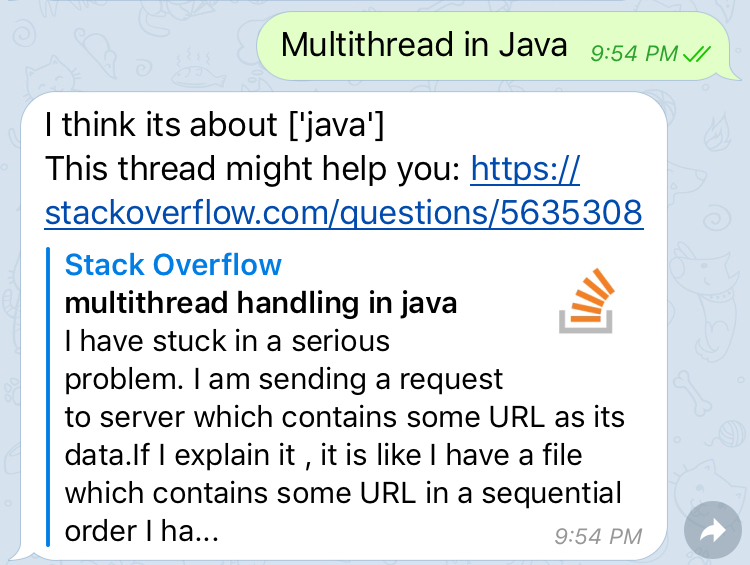 Multithread in Java 9:54 PM
I think its about ['java']
This thread might help you: https://
stackoverflow.com/questions/5635308
Stack Overflow
multithread handling in java
I have stuck in a serious
problem. I am sending a request
to server which contains some URL as its
data.If I explain it , it is like I have a file
which contains some URL in a sequential
order I ha...
9:54 PM